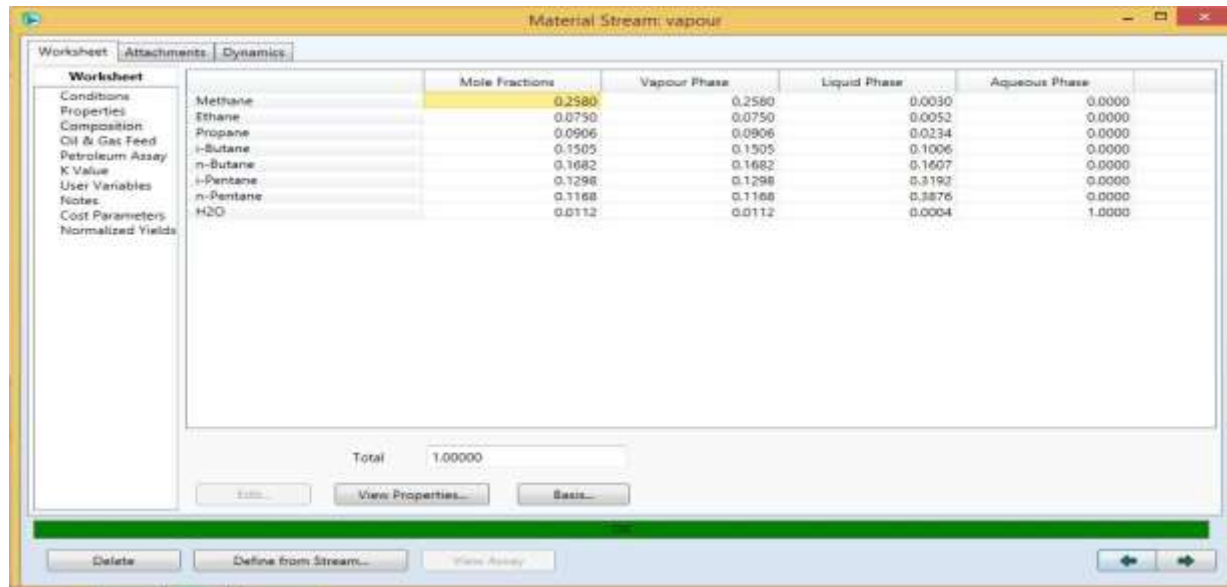 Material Stream: vapour
Worksheet Attachments Dynamics
Worksheet
Conditions
Properties
Composition
Oil & Gas Feed
Petroleum Assay
K Value
User Variables
Notes
Cost Parameters
Normalized Yields
Mole Fractions Vapour Phase Liquid Phase Aqueous Phase
Methane 0.2580 0.2580 0.0030 0.0000
Ethane 0.0750 0.0750 0.0052 0.0000
Propane 0.0906 0.0906 0.0234 0.0000
i-Butane 0.1505 0.1505 0.1006 0.0000
n-Butane 0.1682 0.1682 0.1607 0.0000
i-Pentane 0.1298 0.1298 0.3192 0.0000
n-Pentane 0.1168 0.1168 0.3876 0.0000
H2O 0.0112 0.0112 0.0004 1.0000
Total 1.00000
Edit... View Properties... Basis...
Delete Define from Stream... View Assay